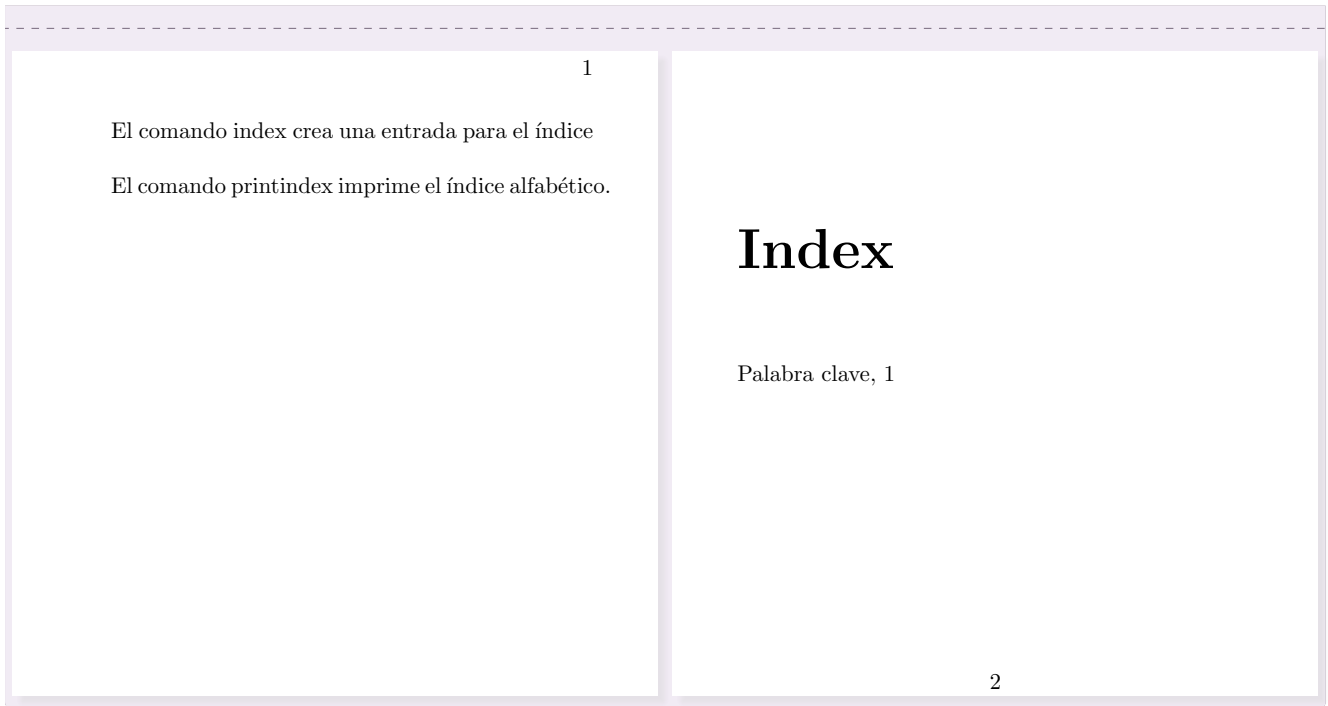 1
El comando index crea una entrada para el índice
El comando printindex imprime el índice alfabético.
Index
Palabra clave, 1
2